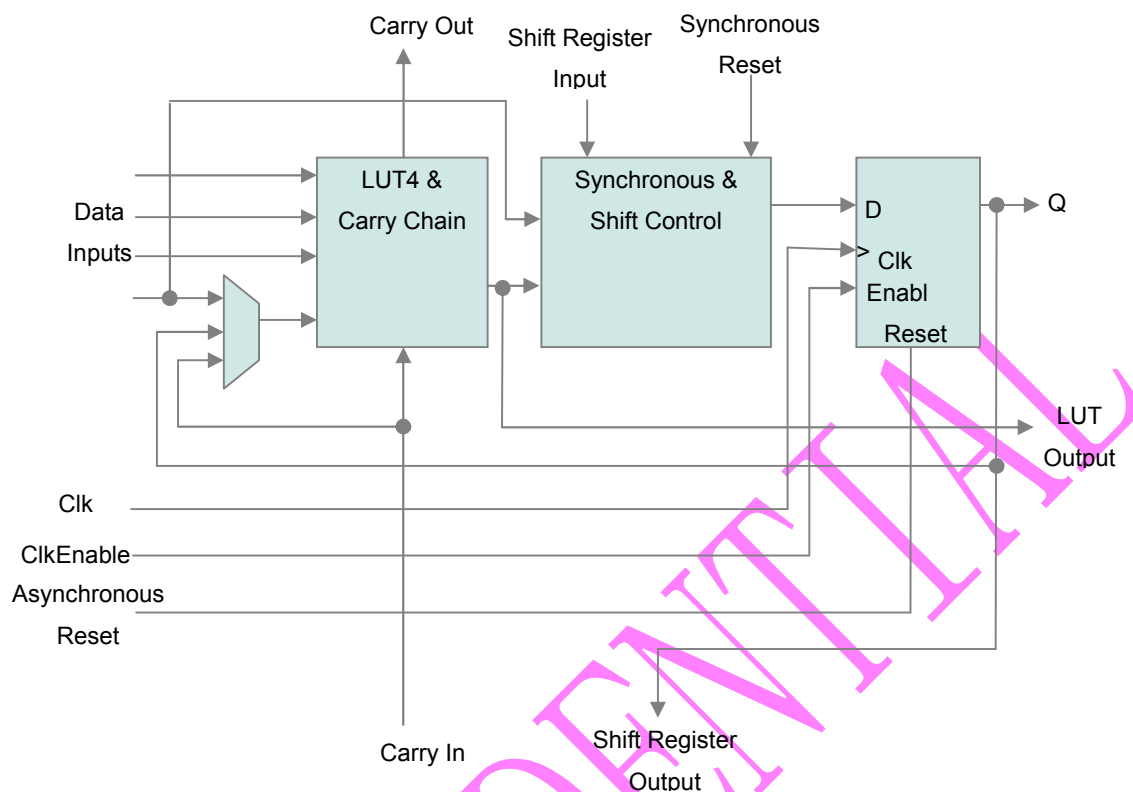 Carry Out
Shift Register
Input
Synchronous
Reset
LUT4 &
Carry Chain
Synchronous &
Shift Control
Data
Inputs
D
> Clk
Enabl
Reset
Q
LUT
Output
Clk
ClkEnable
Asynchronous
Reset
Carry In
Shift Register
Output
DENTIAL